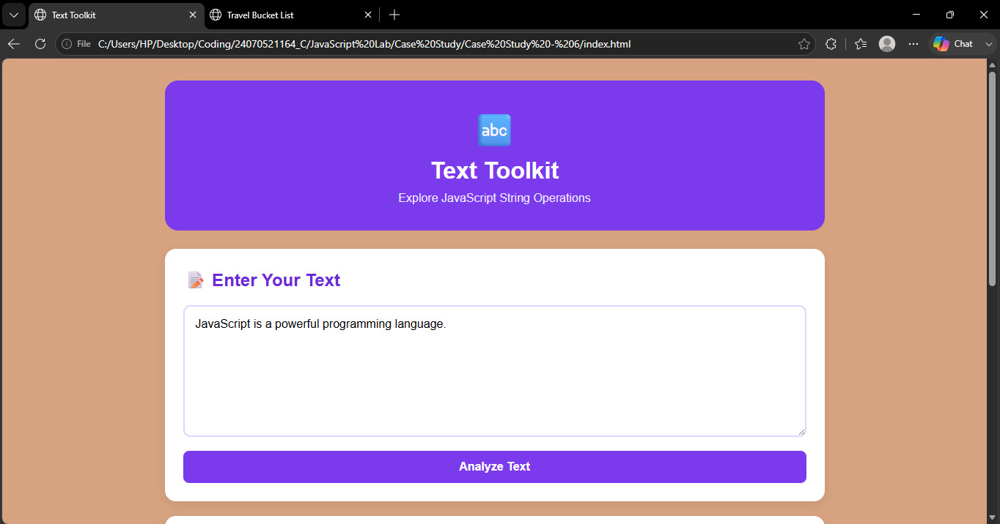 Text Toolkit
Travel Bucket List
File C:/Users/HP/Desktop/Coding/24070521164_C/JavaScript%20Lab/Case%20Study/Case%20Study%20-%206/index.html
Chat
abc
Text Toolkit
Explore JavaScript String Operations
Enter Your Text
JavaScript is a powerful programming language.
Analyze Text